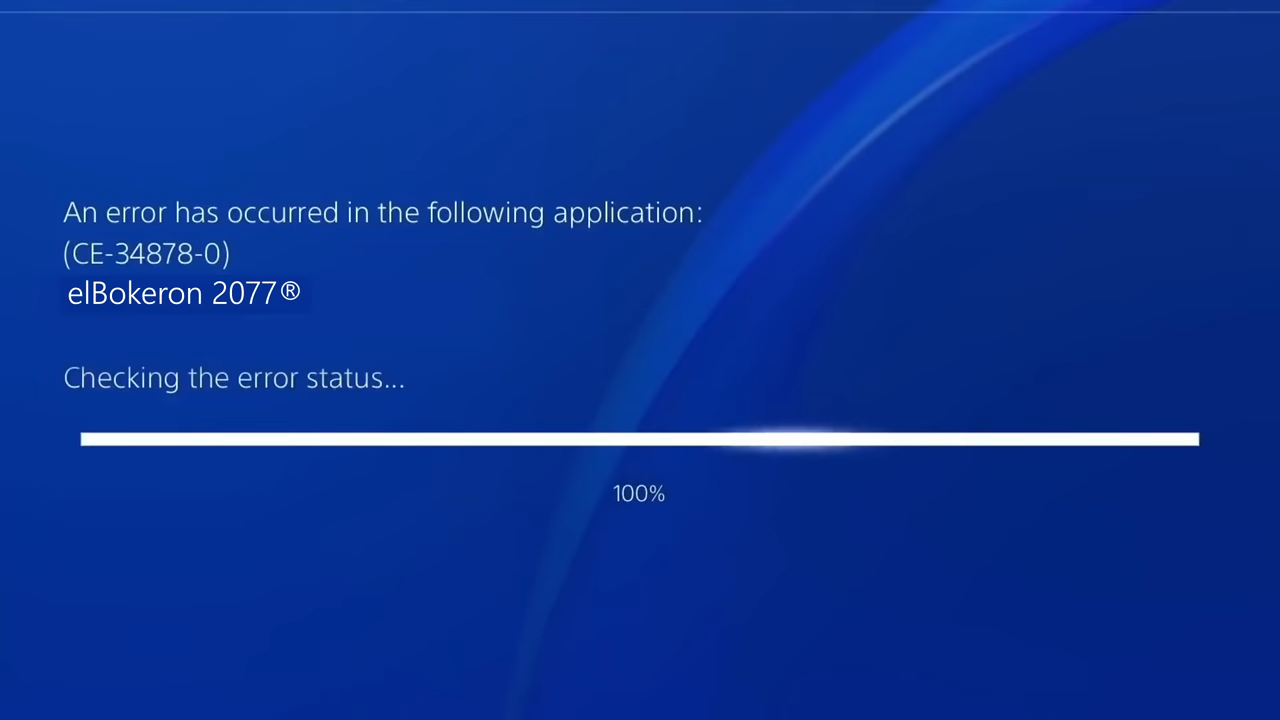 An error has occurred in the following application:
(CE-34878-0)
elBokeron 2077®
Checking the error status...
100%